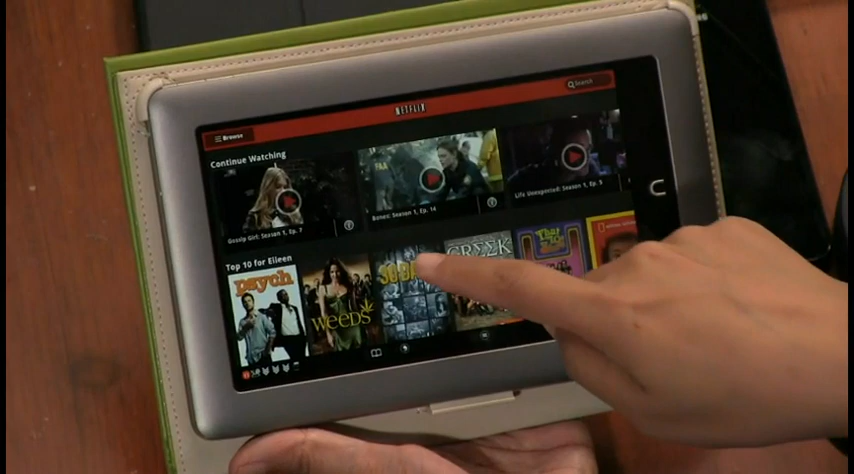 NETFLIX
Search
Browse
Continue Watching
Gossip Girl: Season 1, Ep. 7
Bones: Season 1, Ep. 14
Life Unexpected: Season 1, Ep. 5
Top 10 for Eileen
psych
weeds
GREEK
That